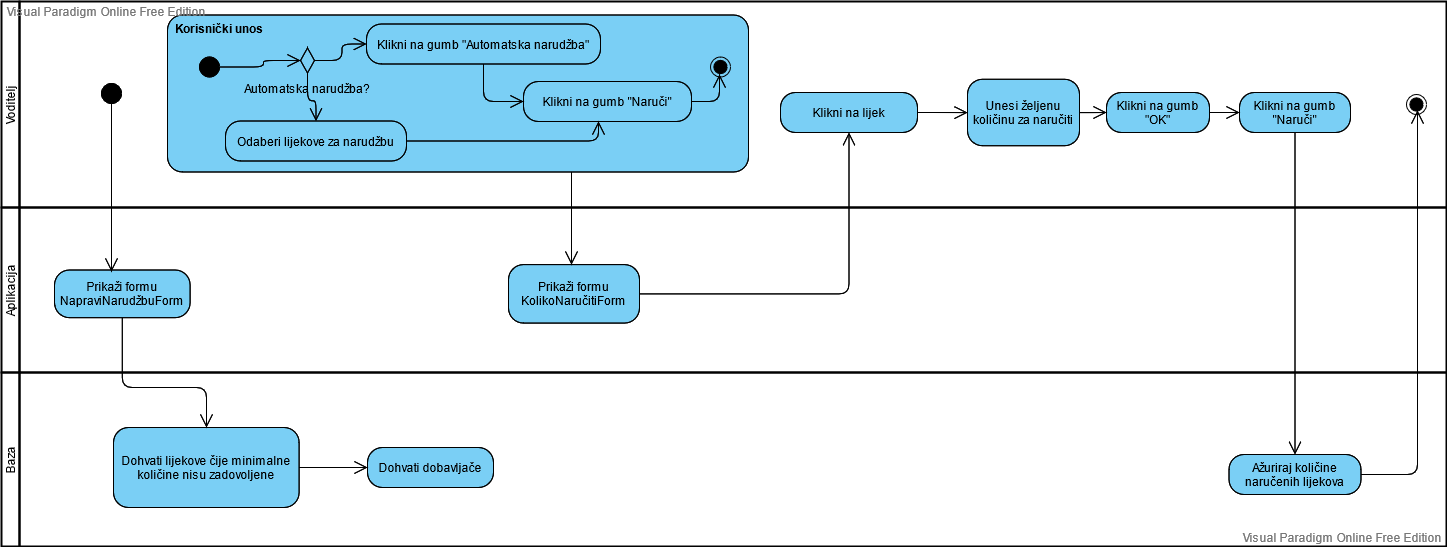 Visual Paradigm Online Free Edition
Voditelj
Korisnički unos
Klikni na gumb "Automatska narudžba"
Automatska narudžba?
Klikni na gumb "Naruči"
Odaberi lijekove za narudžbu
Klikni na lijek
Unesi željenu
količinu za naručiti
Klikni na gumb
"OK"
Klikni na gumb
"Naruči"
Aplikacija
Prikaži formu
NapraviNarudžbuForm
Prikaži formu
KolikoNaručitiForm
Baza
Dohvati lijekove čije minimalne
količine nisu zadovoljene
Dohvati dobavljače
Ažuriraj količine
naručenih lijekova
Visual Paradigm Online Free Edition